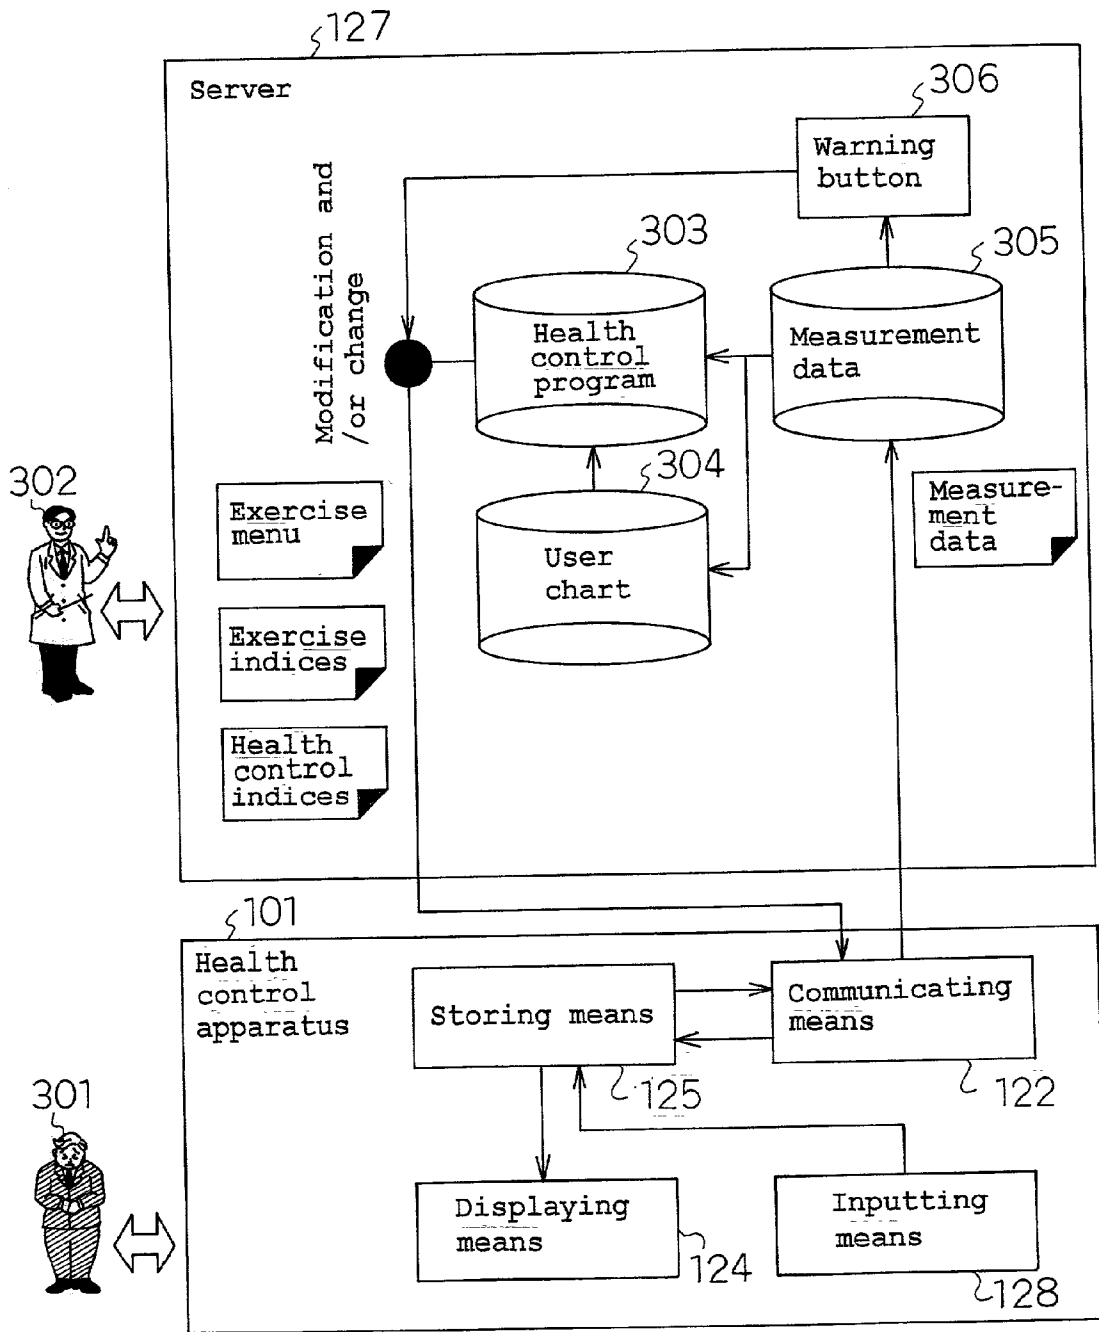 127
Server
306
Warning
button
Modification and
/or change
303
305
Health
control
program
Measurement
data
302
304
Exercise
menu
Measure-
ment
data
User
chart
Exercise
indices
Health
control
indices
101
Health
control
apparatus
Storing means
Communicating
means
125
122
301
Displaying
means
Inputting
means
124
128